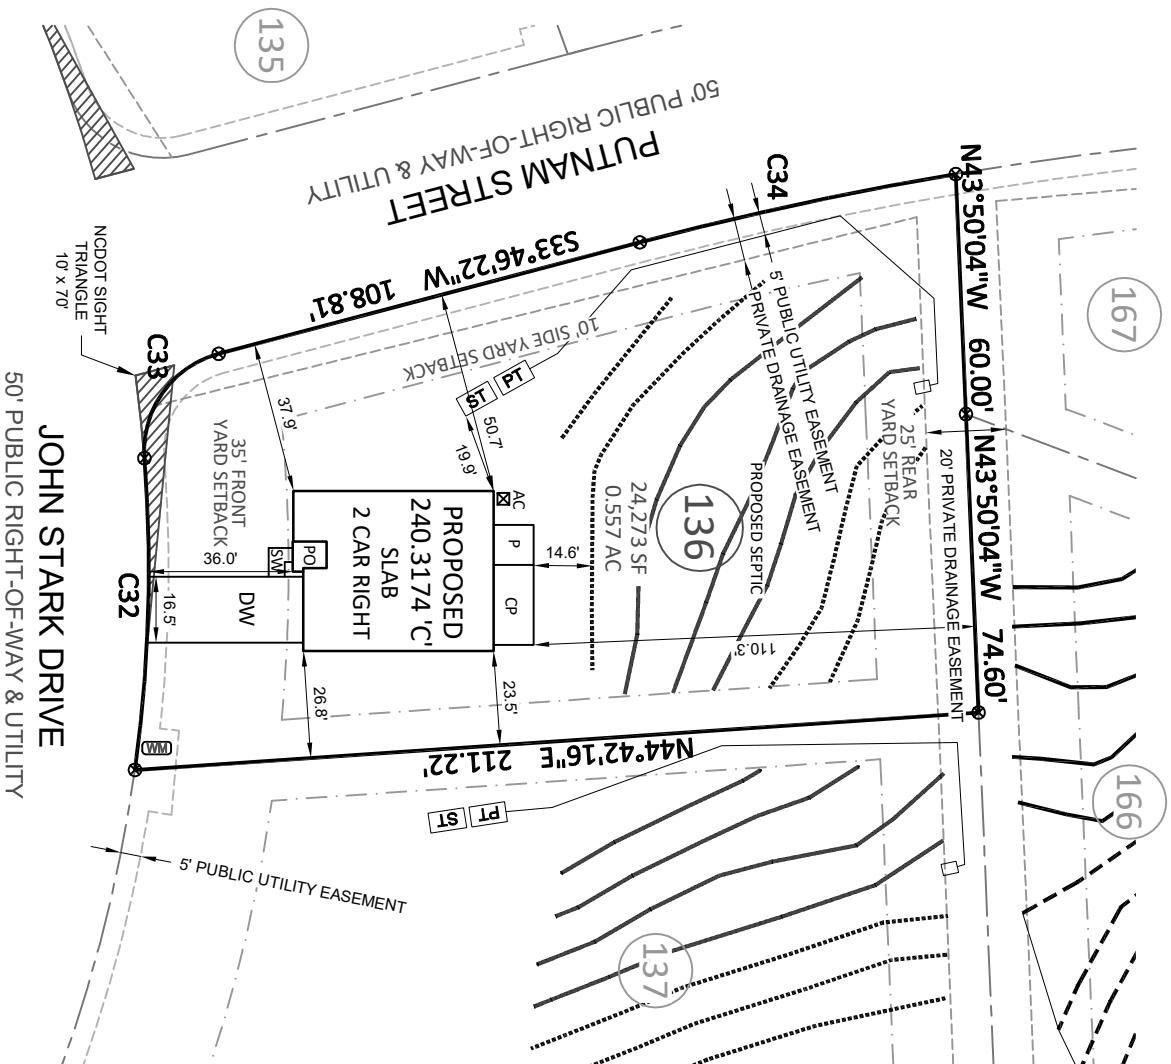 135
50' PUBLIC RIGHT-OF-WAY & UTILITY
PUTNAM STREET
C34
N43°50'04"W 60.00'
N43°50'04"W 74.60'
167
S33°46'22"W 108.81'
5' PUBLIC UTILITY EASEMENT
PRIVATE DRAINAGE EASEMENT
NCDOT SIGHT
TRIANGLE
10' x 70'
C33
10' SIDE YARD SETBACK
ST
PT
37.9'
50.7'
19.9'
35' FRONT
YARD SETBACK
25' REAR
YARD SETBACK
20' PRIVATE DRAINAGE EASEMENT
136
24,273 SF
0.557 AC
PROPOSED SEPTIC
AC
P
CP
14.6'
PROPOSED
240.3174 'C'
SLAB
2 CAR RIGHT
PO
SW
36.0'
DW
16.5'
C32
110.3'
26.8'
23.5'
JOHN STARK DRIVE
50' PUBLIC RIGHT-OF-WAY & UTILITY
WM
N44°42'16"E 211.22'
ST
PT
166
5' PUBLIC UTILITY EASEMENT
137